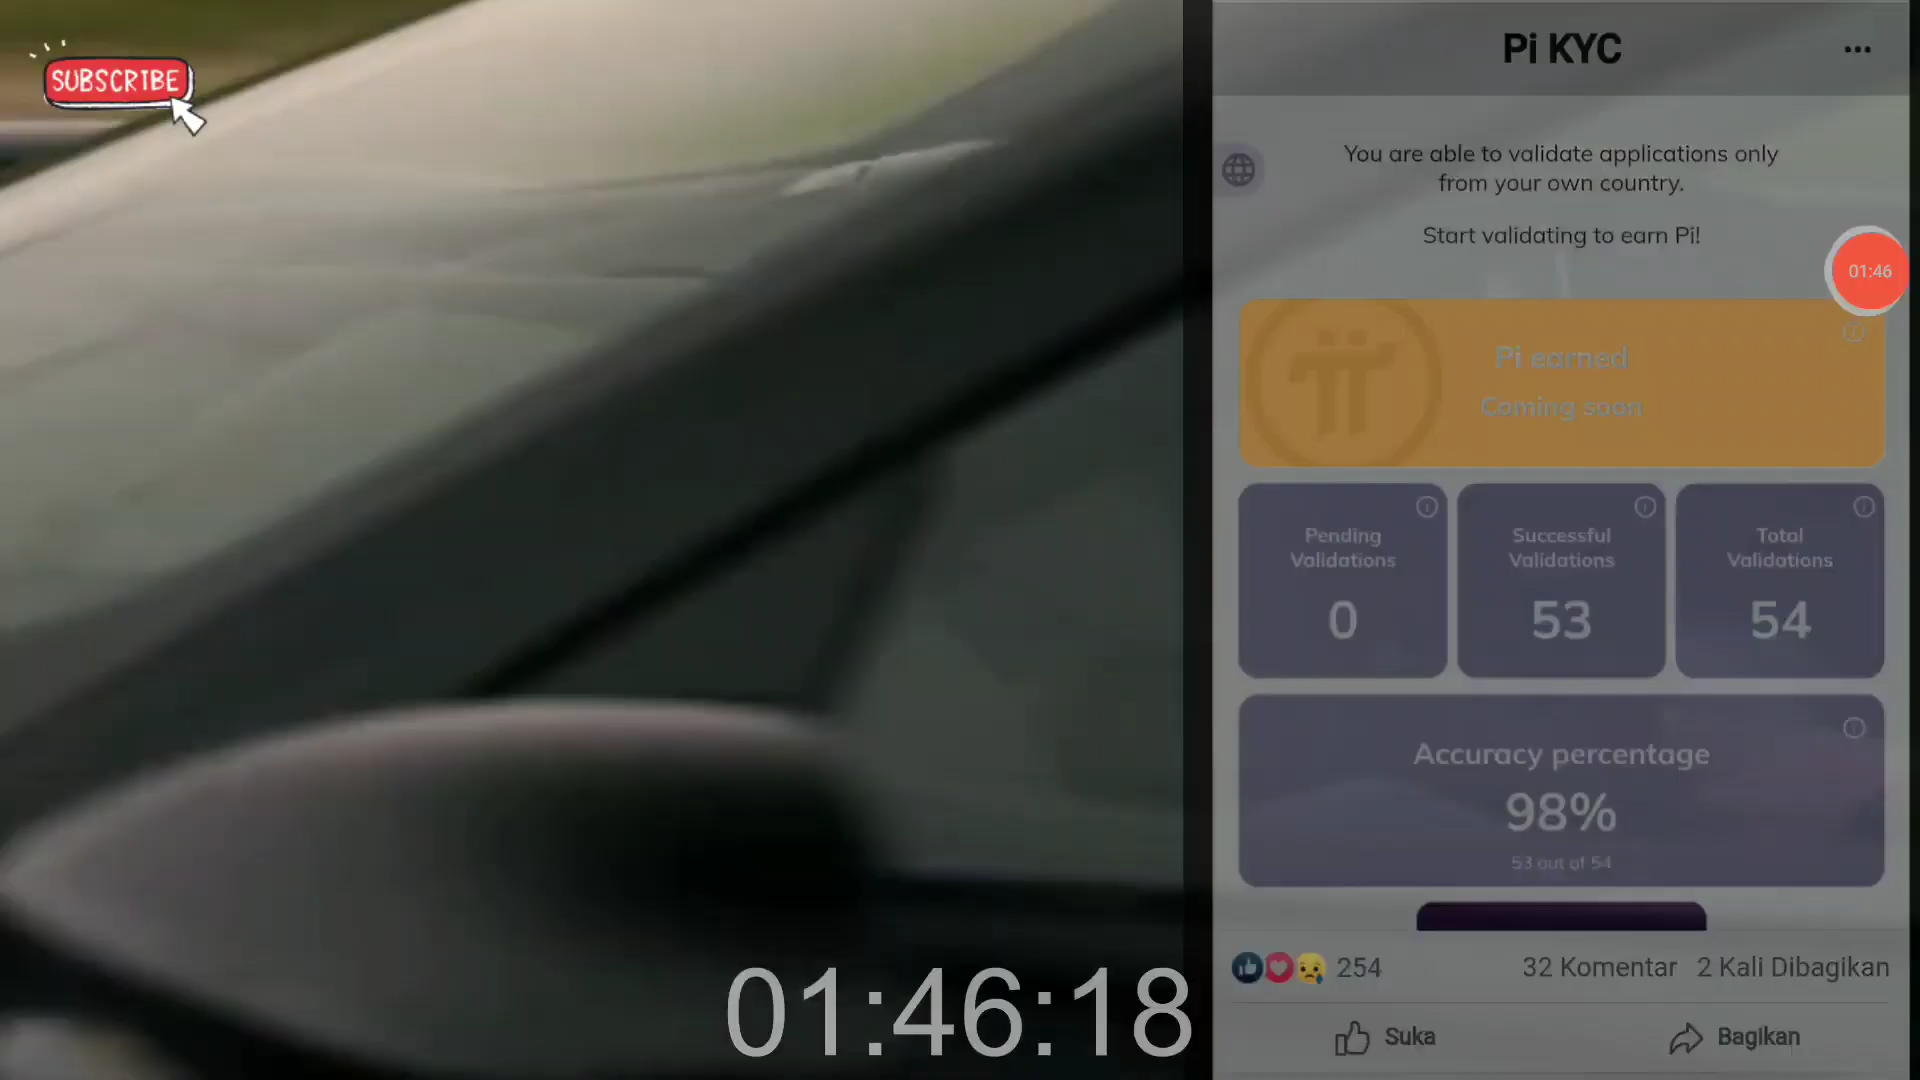 SUBSCRIBE
Pi KYC
You are able to validate applications only
from your own country.
Start validating to earn Pi!
01:46
Pi earned
Coming soon
Pending
Validations
0
Successful
Validations
53
Total
Validations
54
Accuracy percentage
98%
53 out of 54
254
32 Komentar
2 Kali Dibagikan
Suka
Bagikan
01:46:18